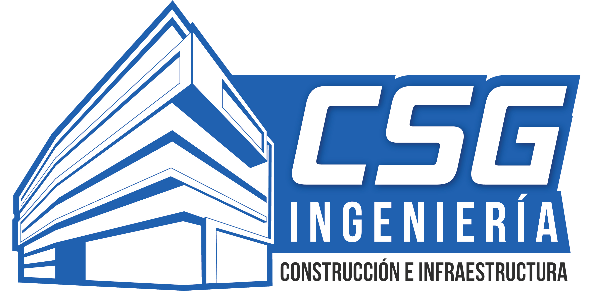 CSG
INGENIERÍA
CONSTRUCCIÓN E INFRAESTRUCTURA